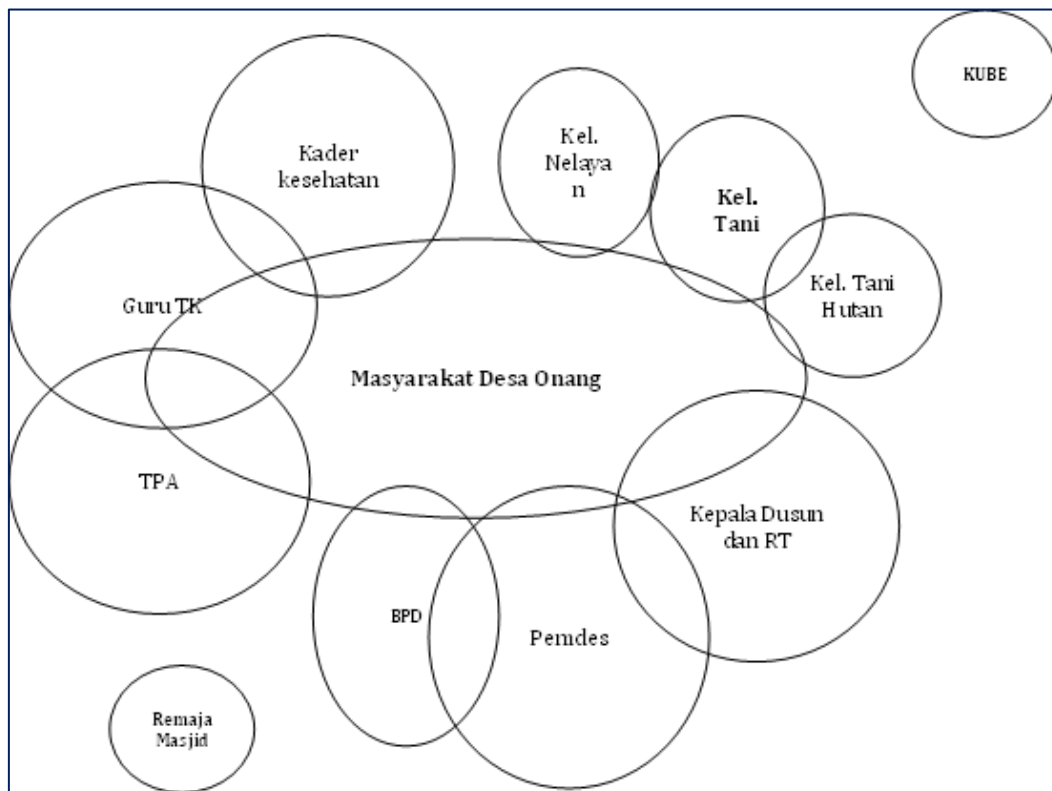 KUBE
Kader
kesehatan
Kel.
Nelaya
n
Kel.
Tani
Kel. Tani
Hutan
Guru TK
Masyarakat Desa Onang
TPA
Kepala Dusun
dan RT
BPD
Pemdes
Remaja
Masjid